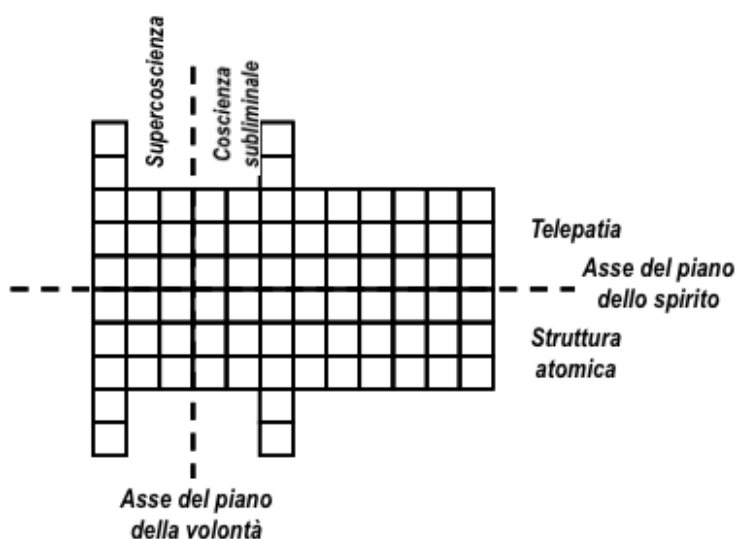 Supercoscienza
Coscienza
subliminale
Telepatia
Asse del piano
dello spirito
Struttura
atomica
Asse del piano
della volontà